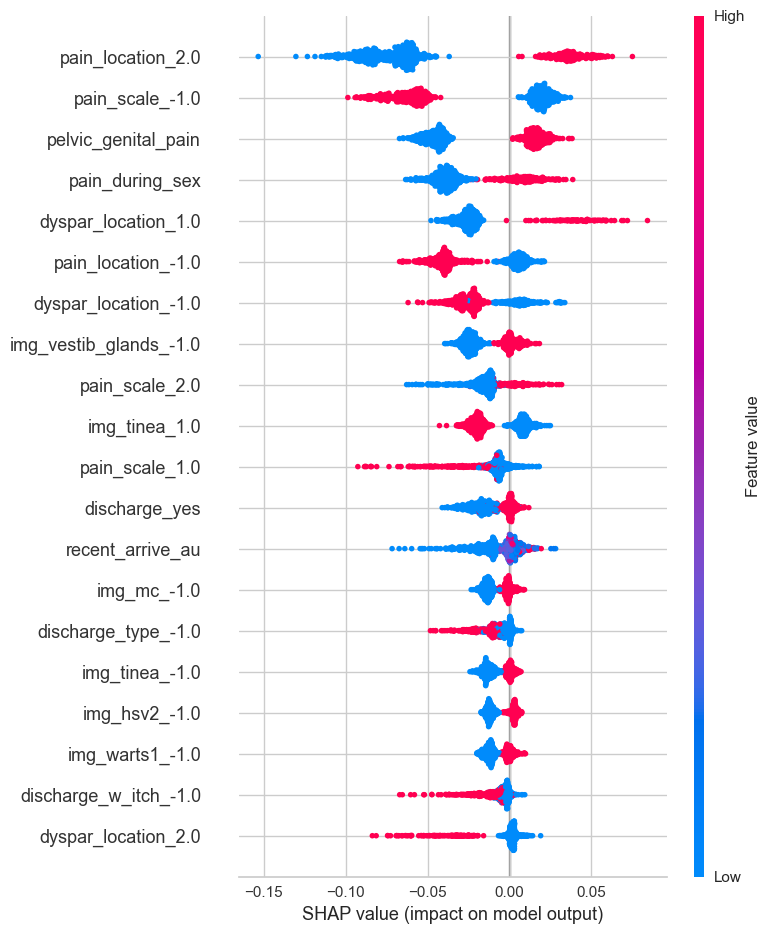 High
pain_location_2.0
pain_scale_-1.0
pelvic_genital_pain
pain_during_sex
dyspar_location_1.0
pain_location_-1.0
dyspar_location_-1.0
img_vestib_glands_-1.0
pain_scale_2.0
img_tinea_1.0
pain_scale_1.0
discharge_yes
recent_arrive_au
img_mc_-1.0
discharge_type_-1.0
img_tinea_-1.0
img_hsv2_-1.0
img_warts1_-1.0
discharge_w_itch_-1.0
dyspar_location_2.0
Feature value
Low
−0.15 −0.10 −0.05 0.00 0.05
SHAP value (impact on model output)